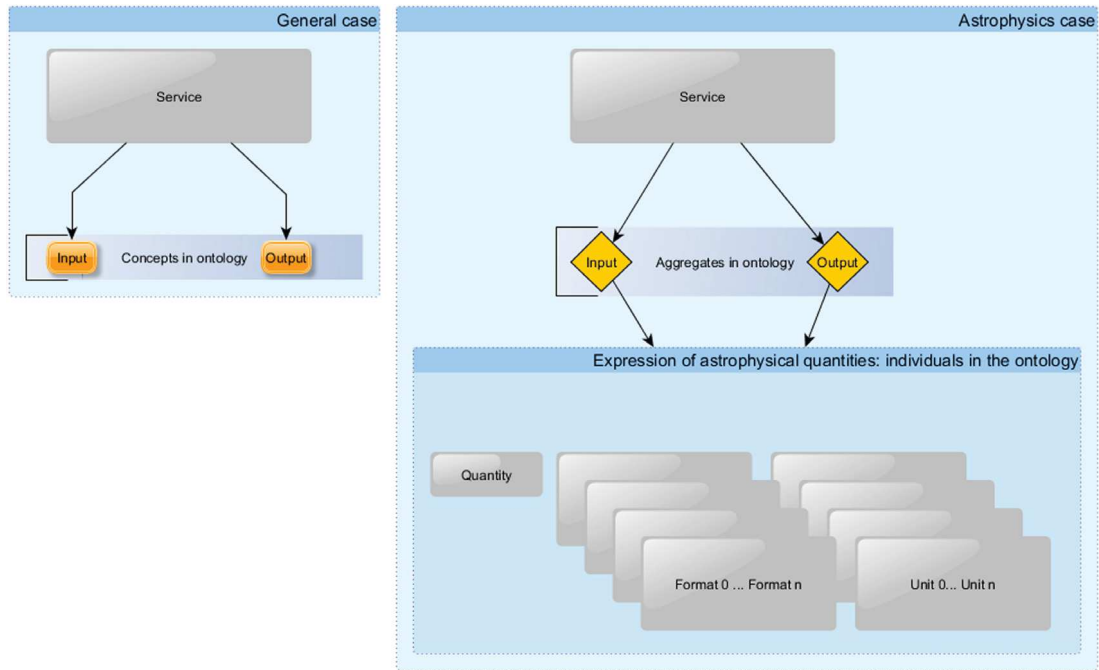 General case
Service
Input
Concepts in ontology
Output
Astrophysics case
Service
Input
Aggregates in ontology
Output
Expression of astrophysical quantities: individuals in the ontology
Quantity
Format 0 ... Format n
Unit 0... Unit n